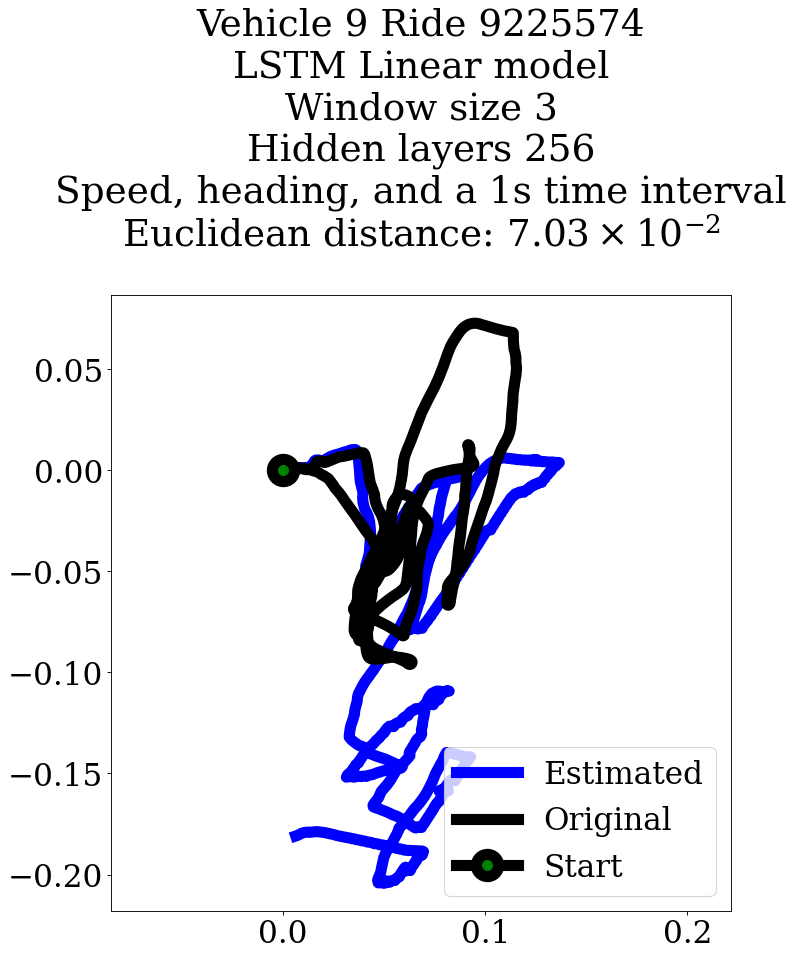 Vehicle 9 Ride 9225574
LSTM Linear model
Window size 3
Hidden layers 256
Speed, heading, and a 1s time interval
Euclidean distance: 7.03 × 10⁻²
0.05
0.00
−0.05
−0.10
−0.15
−0.20
Estimated
Original
Start
0.0 0.1 0.2